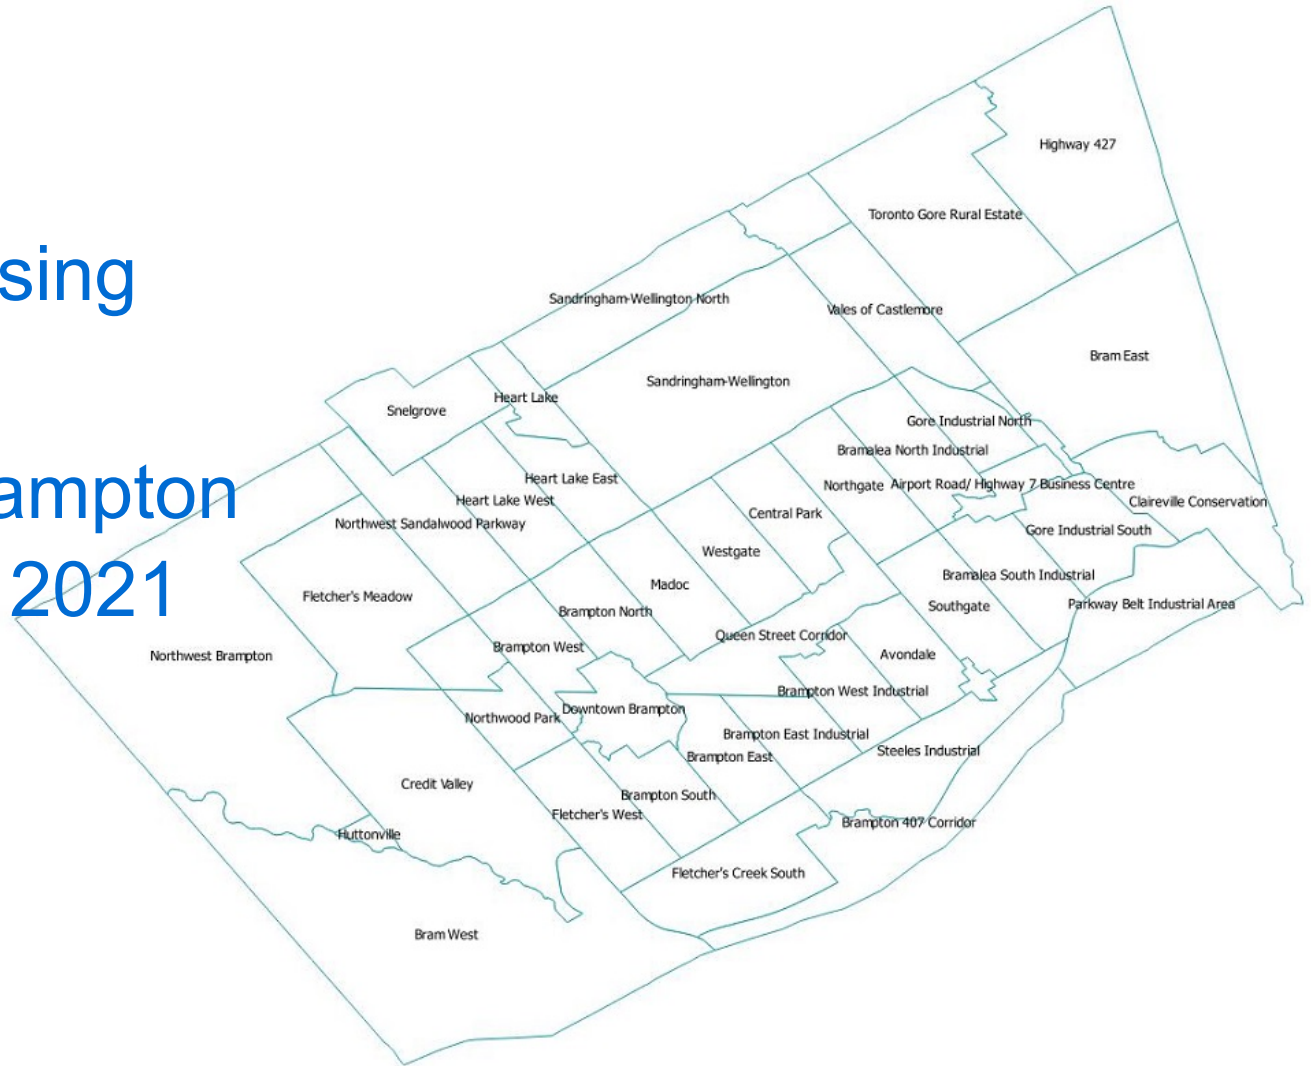 Highway 427
Toronto Gore Rural Estate
sing
Sandringham-Wellington North
Vales of Castlemore
Bram East
Sandringham-Wellington
Heart Lake
Snelgrove
Gore Industrial North
Bramalea North Industrial
Heart Lake East
Northgate
Airport Road/ Highway 7 Business Centre
ampton
Heart Lake West
Claireville Conservation
Central Park
Northwest Sandalwood Parkway
Gore Industrial South
Westgate
Bramalea South Industrial
Madoc
2021
Fletcher's Meadow
Parkway Belt Industrial Area
Southgate
Brampton North
Queen Street Corridor
Brampton West
Avondale
Northwest Brampton
Brampton West Industrial
Downtown Brampton
Northwood Park
Brampton East Industrial
Steeles Industrial
Brampton East
Credit Valley
Brampton South
Fletcher's West
Brampton 407 Corridor
Huttonville
Fletcher's Creek South
Bram West